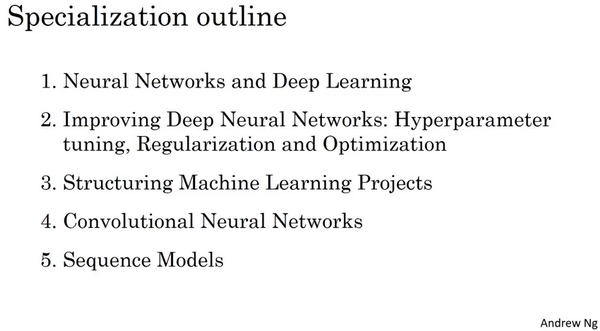 Specialization outline
1. Neural Networks and Deep Learning
2. Improving Deep Neural Networks: Hyperparameter
tuning, Regularization and Optimization
3. Structuring Machine Learning Projects
4. Convolutional Neural Networks
5. Sequence Models
Andrew Ng